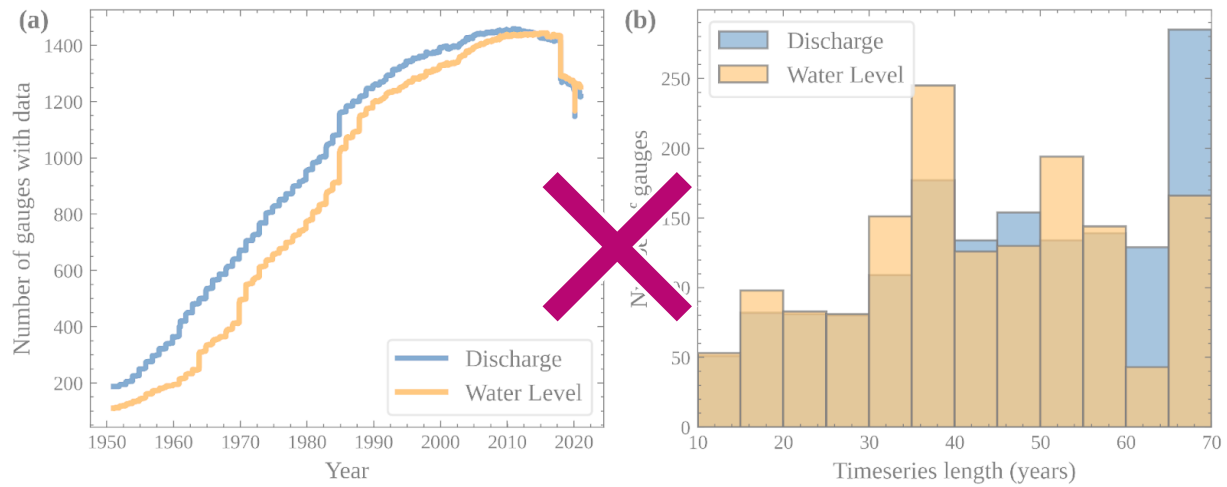 (a)
Number of gauges with data
1400
1200
1000
800
600
400
200
Discharge
Water Level
1950 1960 1970 1980 1990 2000 2010 2020
Year
(b)
gauges
250
200
150
100
50
0
Discharge
Water Level
10 20 30 40 50 60 70
Timeseries length (years)